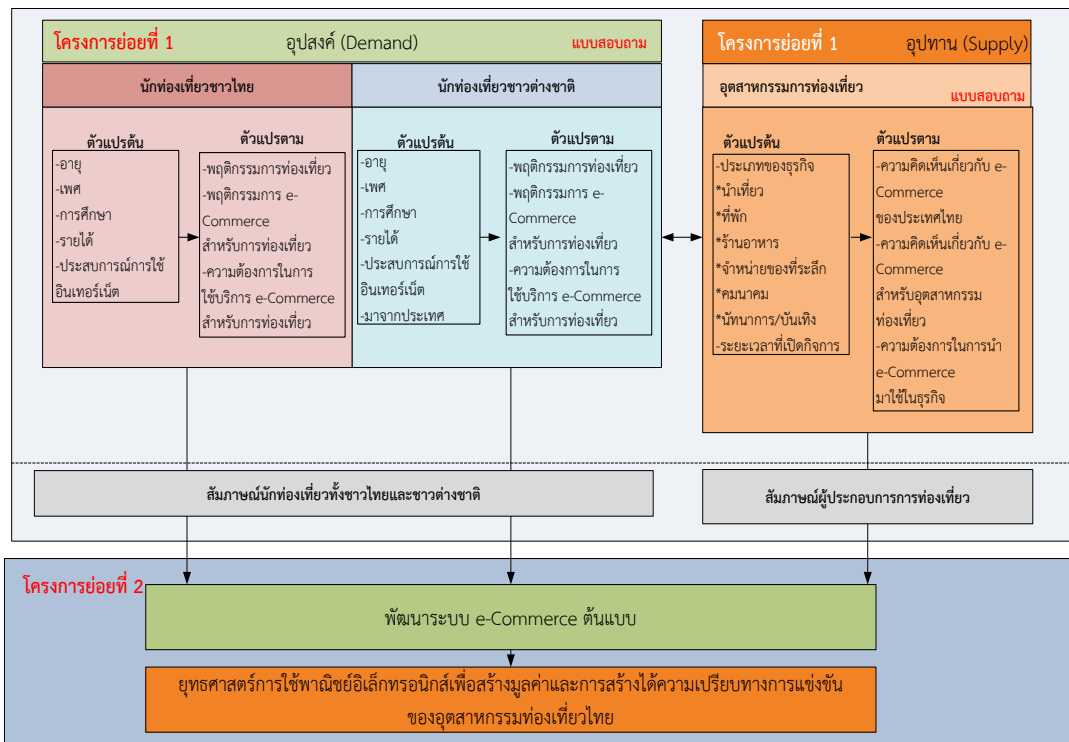 โครงการย่อยที่ 1
อุปสงค์ (Demand)
แบบสอบถาม
นักท่องเที่ยวชาวไทย
ตัวแปรต้น
-อายุ
-เพศ
-การศึกษา
-รายได้
-ประสบการณ์การใช้
อินเทอร์เน็ต
ตัวแปรตาม
-พฤติกรรมการท่องเที่ยว
-พฤติกรรมการ e-
Commerce
สำหรับการท่องเที่ยว
-ความต้องการในการ
ใช้บริการ e-Commerce
สำหรับการท่องเที่ยว
นักท่องเที่ยวชาวต่างชาติ
ตัวแปรต้น
-อายุ
-เพศ
-การศึกษา
-รายได้
-ประสบการณ์การใช้
อินเทอร์เน็ต
-มาจากประเทศ
ตัวแปรตาม
-พฤติกรรมการท่องเที่ยว
-พฤติกรรมการ e-
Commerce
สำหรับการท่องเที่ยว
-ความต้องการในการ
ใช้บริการ e-Commerce
สำหรับการท่องเที่ยว
โครงการย่อยที่ 1
อุปทาน (Supply)
อุตสาหกรรมการท่องเที่ยว
แบบสอบถาม
ตัวแปรต้น
-ประเภทของธุรกิจ
*นำเที่ยว
*ที่พัก
*ร้านอาหาร
*จำหน่ายของที่ระลึก
*คมนาคม
*นัทนาการ/บันเทิง
-ระยะเวลาที่เปิดกิจการ
ตัวแปรตาม
-ความคิดเห็นเกี่ยวกับ e-
Commerce
ของประเทศไทย
-ความคิดเห็นเกี่ยวกับ e-
Commerce
สำหรับอุตสาหกรรม
ท่องเที่ยว
-ความต้องการในการนำ
e-Commerce
มาใช้ในธุรกิจ
สัมภาษณ์นักท่องเที่ยวทั้งชาวไทยและชาวต่างชาติ
สัมภาษณ์ผู้ประกอบการการท่องเที่ยว
โครงการย่อยที่ 2
พัฒนาระบบ e-Commerce ต้นแบบ
ยุทธศาสตร์การใช้พาณิชย์อิเล็กทรอนิกส์เพื่อสร้างมูลค่าและการสร้างได้ความเปรียบทางการแข่งขัน
ของอุตสาหกรรมท่องเที่ยวไทย